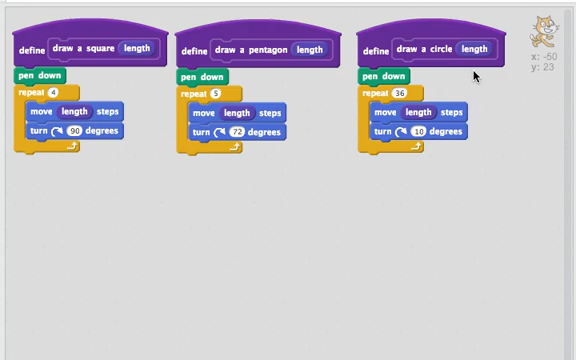 define draw a square length
pen down
repeat 4
move length steps
turn 90 degrees
define draw a pentagon length
pen down
repeat 5
move length steps
turn 72 degrees
define draw a circle length
pen down
repeat 36
move length steps
turn 10 degrees
x: -50
y: 23